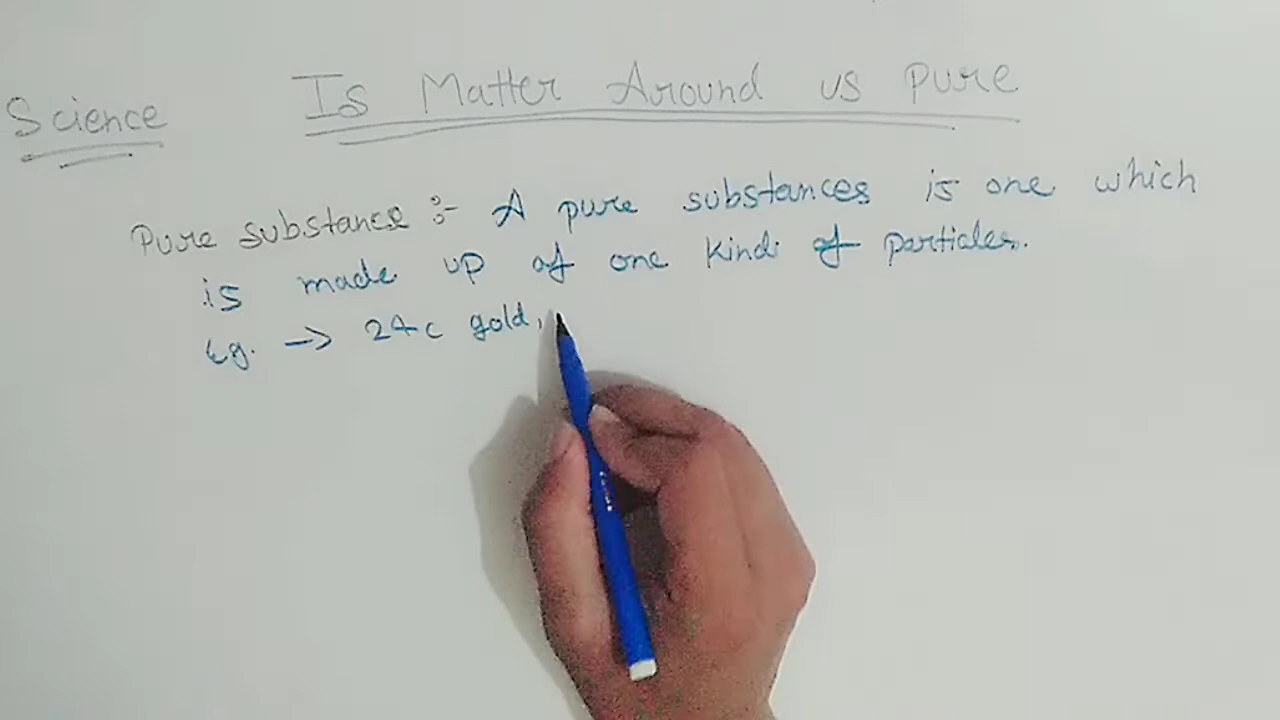 Science
Is Matter Around us Pure
Pure substance :- A pure substances is one which
is made up of one kind of particles.
Eg. -> 24c gold,